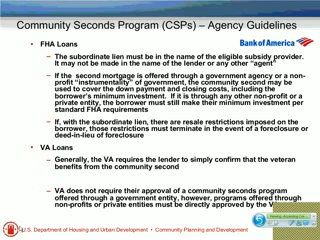 Community Seconds Program (CSPs) – Agency Guidelines
Bank of America
• FHA Loans
– The subordinate lien must be in the name of the eligible subsidy provider.
It may not be made in the name of the lender or any other “agent”
– If the second mortgage is offered through a government agency or a non-
profit “instrumentality” of government, the community second may be
used to cover the down payment and closing costs, including the
borrower’s minimum investment. If it is through any other non-profit or a
private entity, the borrower must still make their minimum investment per
standard FHA requirements
– If, with the subordinate lien, there are resale restrictions imposed on the
borrower, those restrictions must terminate in the event of a foreclosure or
deed-in-lieu of foreclosure
• VA Loans
– Generally, the VA requires the lender to simply confirm that the veteran
benefits from the community second
– VA does not require their approval of a community seconds program
offered through a government entity, however, programs offered through
non-profits or private entities must be directly approved by the V
U.S. Department of Housing and Urban Development • Community Planning and Development